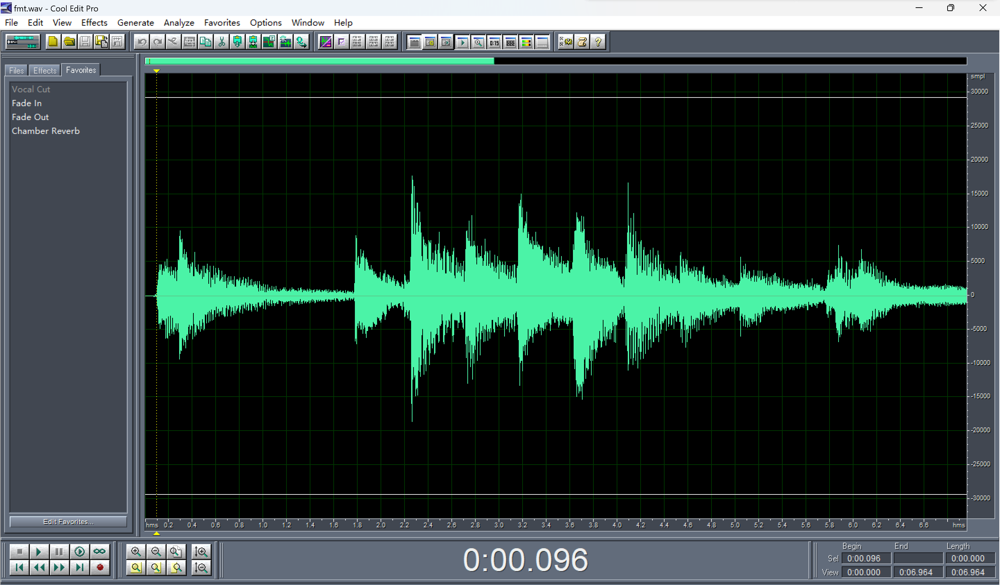 fmt.wav - Cool Edit Pro
File Edit View Effects Generate Analyze Favorites Options Window Help
0:15
Files Effects Favorites
Vocal Cut
Fade In
Fade Out
Chamber Reverb
Edit Favorites...
smpl
30000
25000
20000
15000
10000
5000
0
-5000
-10000
-15000
-20000
-25000
-30000
hms 0.2 0.4 0.6 0.8 1.0 1.2 1.4 1.6 1.8 2.0 2.2 2.4 2.6 2.8 3.0 3.2 3.4 3.6 3.8 4.0 4.2 4.4 4.6 4.8 5.0 5.2 5.4 5.6 5.8 6.0 6.2 6.4 6.6 hms
0:00.096
Begin End Length
Sel 0:00.096 0:00.000
View 0:00.000 0:06.964 0:06.964